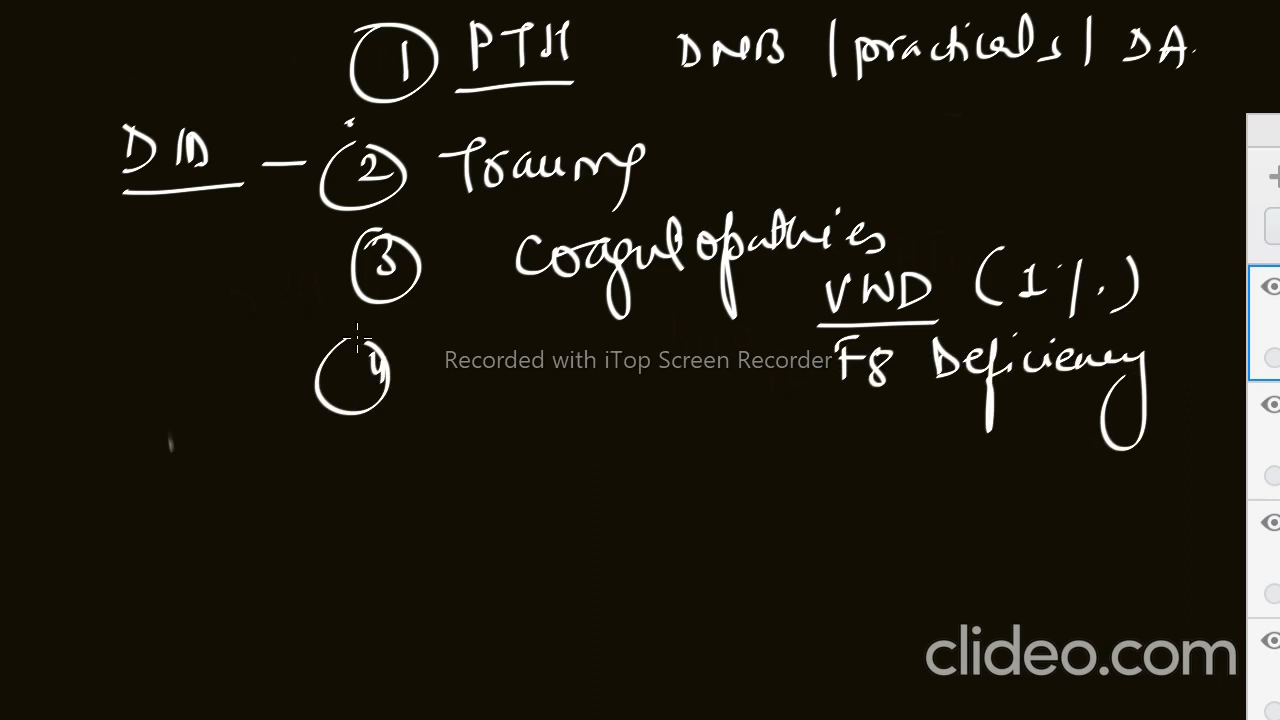 ① PTH DNB / practicals / DA.
DD — ② Trauma
③ Coagulopathies
VWD (1%.)
F8 Deficiency
④
Recorded with iTop Screen Recorder
clideo.com